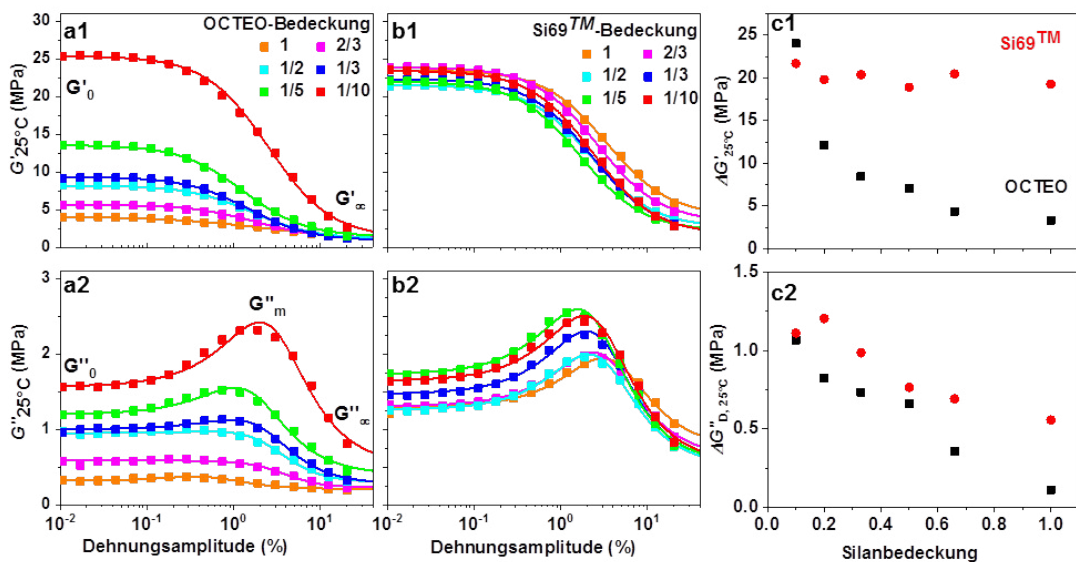 a1
OCTEO-Bedeckung
1
2/3
1/2
1/3
1/5
1/10
G'₀
G'∞
G'25°C (MPa)
0
5
10
15
20
25
30
35
b1
Si69™-Bedeckung
1
2/3
1/2
1/3
1/5
1/10
c1
Si69™
OCTEO
ΔG'25°C (MPa)
0
5
10
15
20
25
a2
G''₀
G''m
G''∞
G''25°C (MPa)
0
1
2
3
10⁻² 10⁻¹ 10⁰ 10¹
Dehnungsamplitude (%)
b2
10⁻² 10⁻¹ 10⁰ 10¹
Dehnungsamplitude (%)
c2
ΔG''D, 25°C (MPa)
0.0
0.5
1.0
1.5
0.0 0.2 0.4 0.6 0.8 1.0
Silanbedeckung